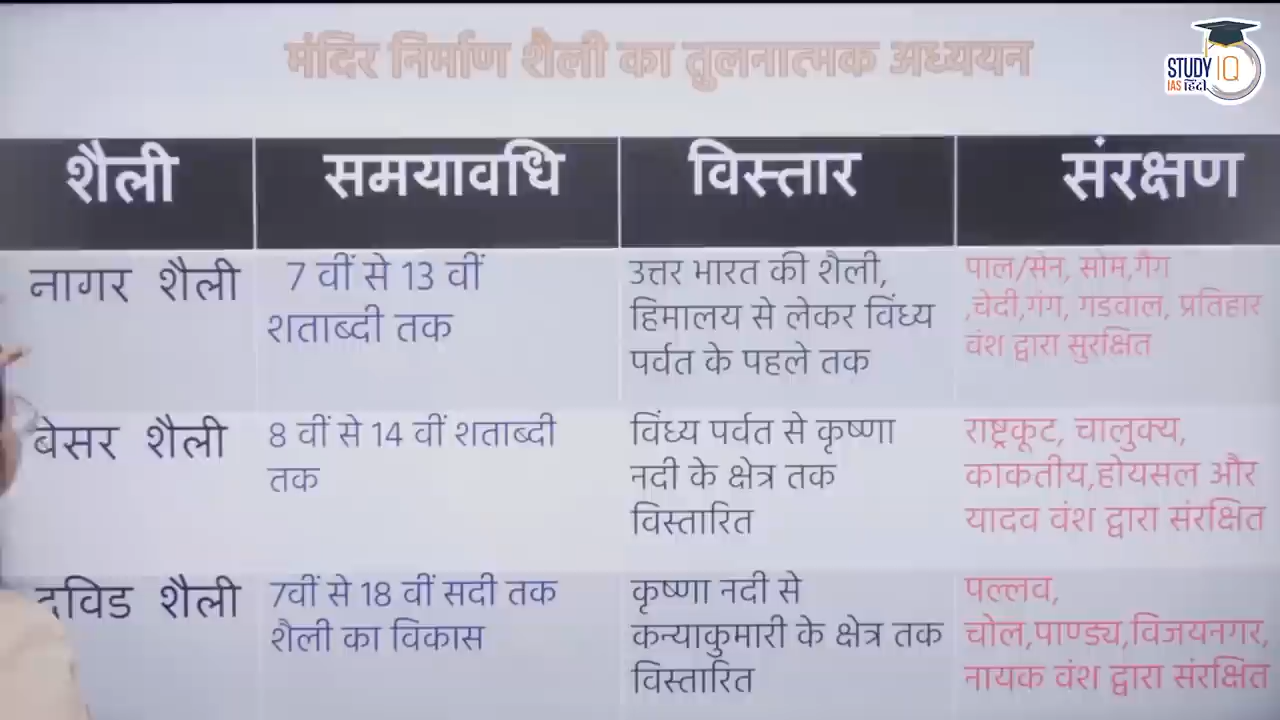 मंदिर निर्माण शैली का तुलनात्मक अध्ययन
STUDY IQ
IAS हिंदी
शैली
समयावधि
विस्तार
संरक्षण
नागर शैली
7 वीं से 13 वीं
शताब्दी तक
उत्तर भारत की शैली,
हिमालय से लेकर विंध्य
पर्वत के पहले तक
पाल/सेन, सोम,गंग
,चेदी,गंग, गडवाल, प्रतिहार
वंश द्वारा सुरक्षित
बेसर शैली
8 वीं से 14 वीं शताब्दी
तक
विंध्य पर्वत से कृष्णा
नदी के क्षेत्र तक
विस्तारित
राष्ट्रकूट, चालुक्य,
काकतीय,होयसल और
यादव वंश द्वारा संरक्षित
द्रविड शैली
7वीं से 18 वीं सदी तक
शैली का विकास
कृष्णा नदी से
कन्याकुमारी के क्षेत्र तक
विस्तारित
पल्लव,
चोल,पाण्ड्य,विजयनगर,
नायक वंश द्वारा संरक्षित